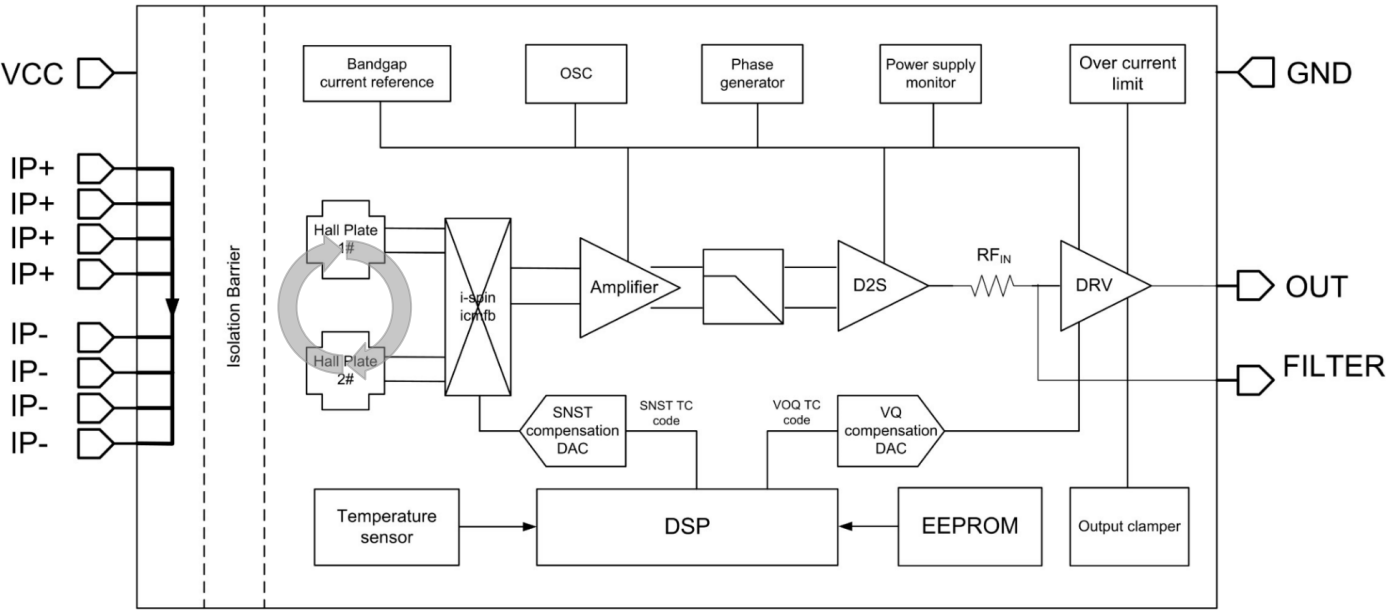 Bandgap
current reference
OSC
Phase
generator
Power supply
monitor
Over current
limit
VCC
GND
IP+
IP+
IP+
IP+
IP-
IP-
IP-
IP-
Isolation Barrier
Hall Plate
1#
Hall Plate
2#
i-spin
icmfb
Amplifier
D2S
RFIN
DRV
OUT
FILTER
SNST
compensation
DAC
SNST TC
code
VOQ TC
code
VQ
compensation
DAC
Temperature
sensor
DSP
EEPROM
Output clamper